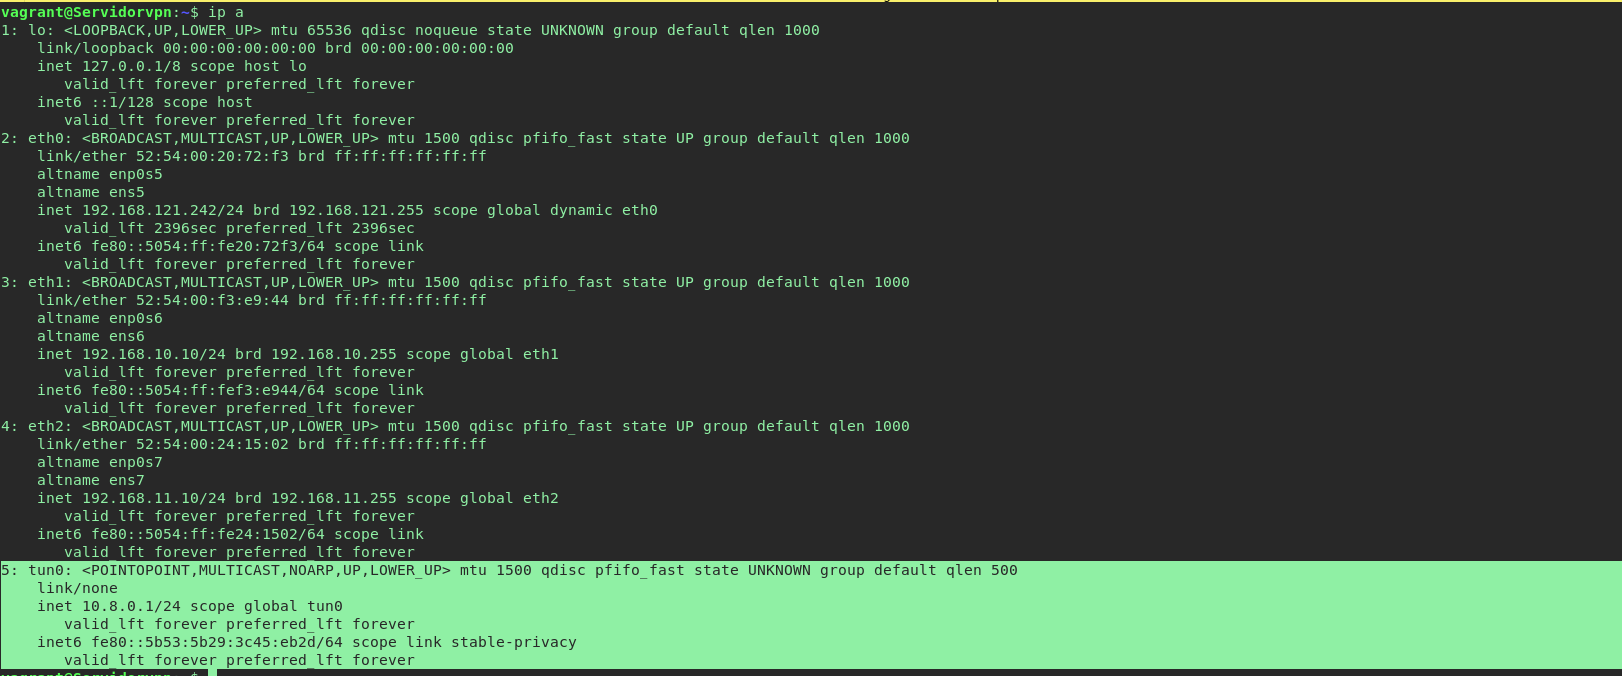 vagrant@Servidorvpn:~$ ip a
1: lo: <LOOPBACK,UP,LOWER_UP> mtu 65536 qdisc noqueue state UNKNOWN group default qlen 1000
    link/loopback 00:00:00:00:00:00 brd 00:00:00:00:00:00
    inet 127.0.0.1/8 scope host lo
       valid_lft forever preferred_lft forever
    inet6 ::1/128 scope host
       valid_lft forever preferred_lft forever
2: eth0: <BROADCAST,MULTICAST,UP,LOWER_UP> mtu 1500 qdisc pfifo_fast state UP group default qlen 1000
    link/ether 52:54:00:20:72:f3 brd ff:ff:ff:ff:ff:ff
    altname enp0s5
    altname ens5
    inet 192.168.121.242/24 brd 192.168.121.255 scope global dynamic eth0
       valid_lft 2396sec preferred_lft 2396sec
    inet6 fe80::5054:ff:fe20:72f3/64 scope link
       valid_lft forever preferred_lft forever
3: eth1: <BROADCAST,MULTICAST,UP,LOWER_UP> mtu 1500 qdisc pfifo_fast state UP group default qlen 1000
    link/ether 52:54:00:f3:e9:44 brd ff:ff:ff:ff:ff:ff
    altname enp0s6
    altname ens6
    inet 192.168.10.10/24 brd 192.168.10.255 scope global eth1
       valid_lft forever preferred_lft forever
    inet6 fe80::5054:ff:fef3:e944/64 scope link
       valid_lft forever preferred_lft forever
4: eth2: <BROADCAST,MULTICAST,UP,LOWER_UP> mtu 1500 qdisc pfifo_fast state UP group default qlen 1000
    link/ether 52:54:00:24:15:02 brd ff:ff:ff:ff:ff:ff
    altname enp0s7
    altname ens7
    inet 192.168.11.10/24 brd 192.168.11.255 scope global eth2
       valid_lft forever preferred_lft forever
    inet6 fe80::5054:ff:fe24:1502/64 scope link
       valid_lft forever preferred_lft forever
5: tun0: <POINTOPOINT,MULTICAST,NOARP,UP,LOWER_UP> mtu 1500 qdisc pfifo_fast state UNKNOWN group default qlen 500
    link/none
    inet 10.8.0.1/24 scope global tun0
       valid_lft forever preferred_lft forever
    inet6 fe80::5b53:5b29:3c45:eb2d/64 scope link stable-privacy
       valid_lft forever preferred_lft forever